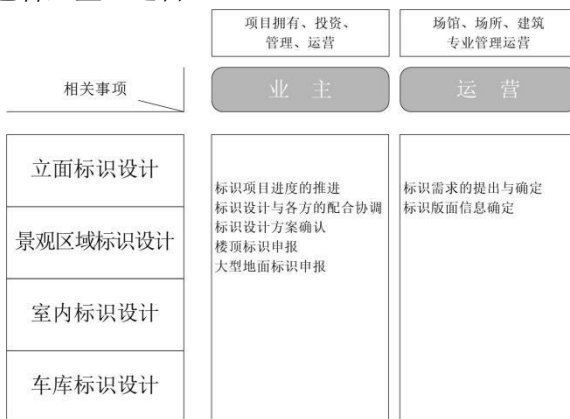 项目拥有、投资、
管理、运营
场馆、场所、建筑
专业管理运营
相关事项
业 主
运 营
立面标识设计
景观区域标识设计
室内标识设计
车库标识设计
标识项目进度的推进
标识设计与各方的配合协调
标识设计方案确认
楼顶标识申报
大型地面标识申报
标识需求的提出与确定
标识版面信息确定